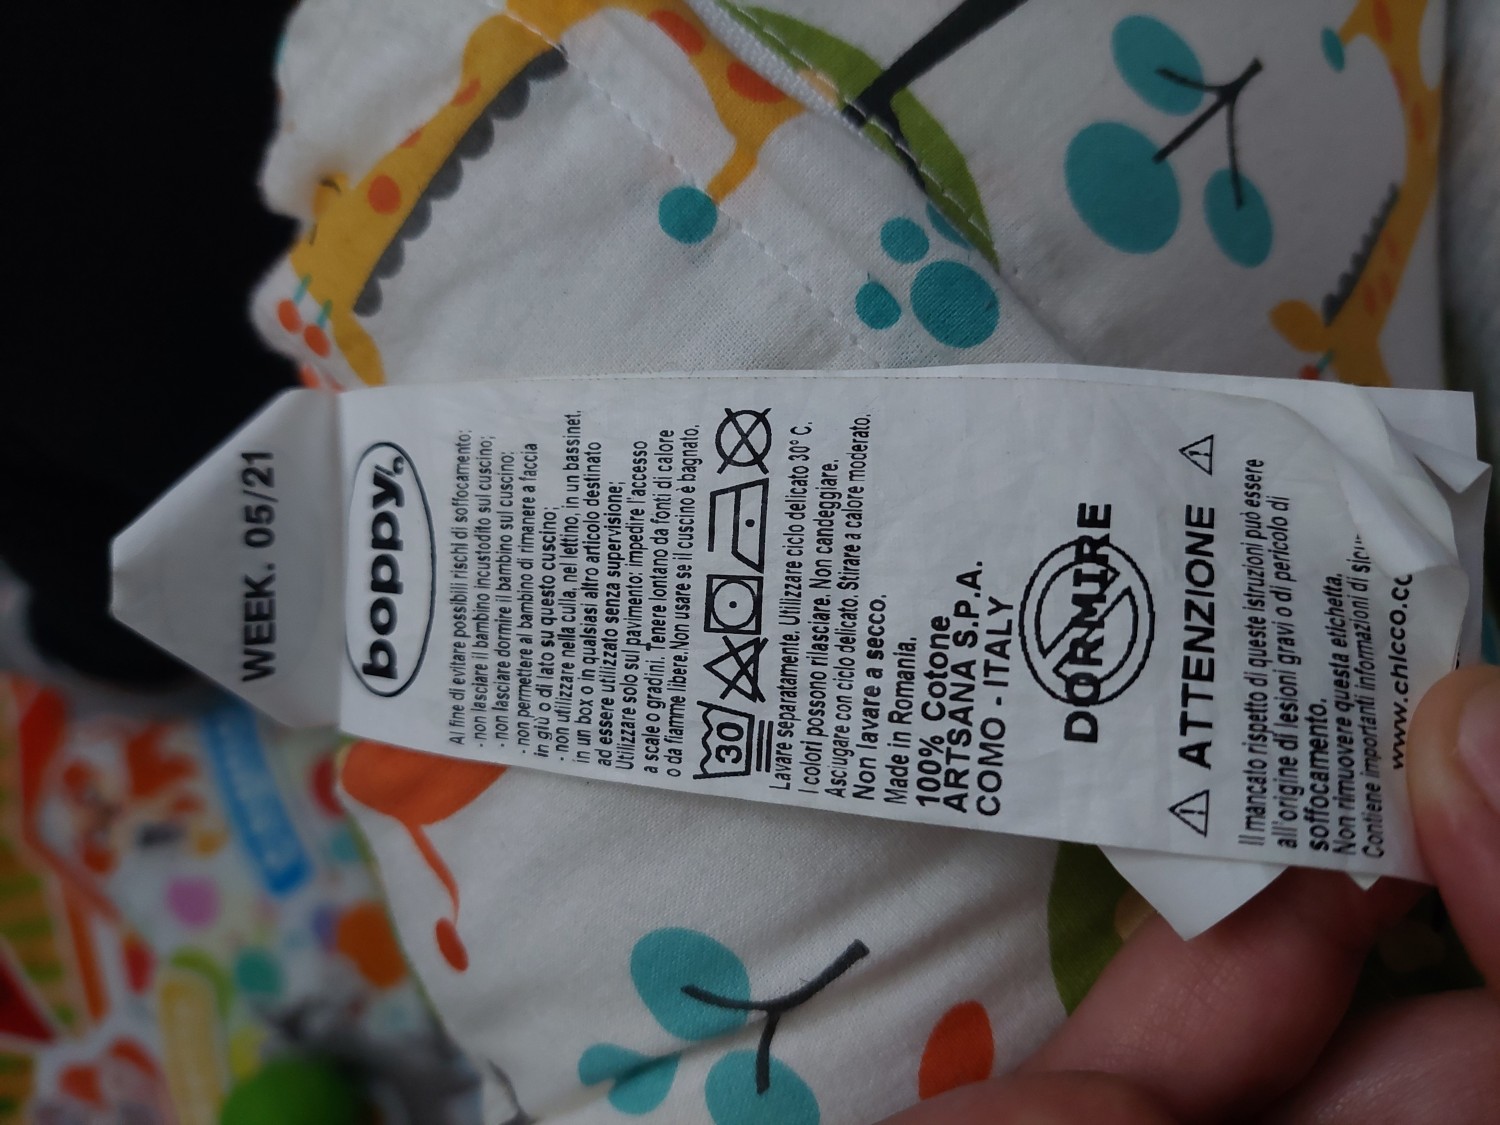 WEEK. 05/21
boppy
Al fine di evitare possibili rischi di soffocamento:
- non lasciare il bambino incustodito sul cuscino;
- non lasciare dormire il bambino sul cuscino;
- non permettere al bambino di rimanere a faccia
in giù o di lato su questo cuscino;
- non utilizzare nella culla, nel lettino, in un bassinet,
in un box o in qualsiasi altro articolo destinato
ad essere utilizzato senza supervisione;
Utilizzare solo sul pavimento: impedire l'accesso
a scale o gradini. Tenere lontano da fonti di calore
o da fiamme libere. Non usare se il cuscino è bagnato.
30
Lavare separatamente. Utilizzare ciclo delicato 30° C.
I colori possono rilasciare. Non candeggiare.
Asciugare con ciclo delicato. Stirare a calore moderato.
Non lavare a secco.
Made in Romania.
100% Cotone
ARTSANA S.P.A.
COMO - ITALY
DORMIRE
ATTENZIONE
Il mancato rispetto di queste istruzioni può essere
all'origine di lesioni gravi o di pericolo di
soffocamento.
Non rimuovere questa etichetta.
Contiene importanti infomazioni di
www.chicco.co